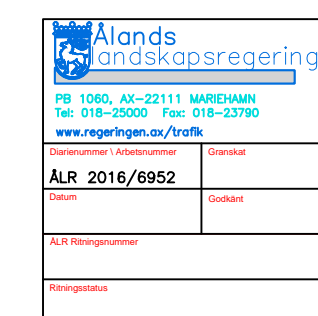 Ålands
landskapsregering
PB 1060, AX-22111 MARIEHAMN
Tel: 018-25000 Fax: 018-23790
www.regeringen.ax/trafik
Diarienummer \ Arbetsnummer
Granskat
ÅLR 2016/6952
Datum
Godkänt
ÅLR Ritningsnummer
Ritningsstatus